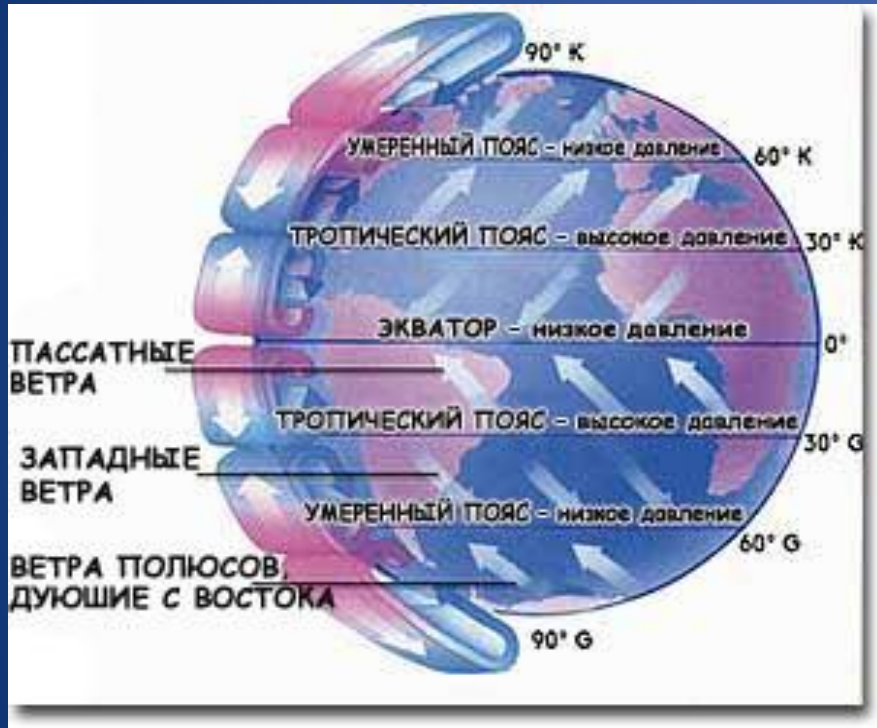 90° K
УМЕРЕННЫЙ ПОЯС - низкое давление
60° K
ТРОПИЧЕСКИЙ ПОЯС - высокое давление
30° K
ЭКВАТОР - низкое давление
0°
ПАССАТНЫЕ
ВЕТРА
ТРОПИЧЕСКИЙ ПОЯС - высокое давление
30° G
ЗАПАДНЫЕ
ВЕТРА
УМЕРЕННЫЙ ПОЯС - низкое давление
60° G
ВЕТРА ПОЛЮСОВ,
ДУЮШИЕ С ВОСТОКА
90° G